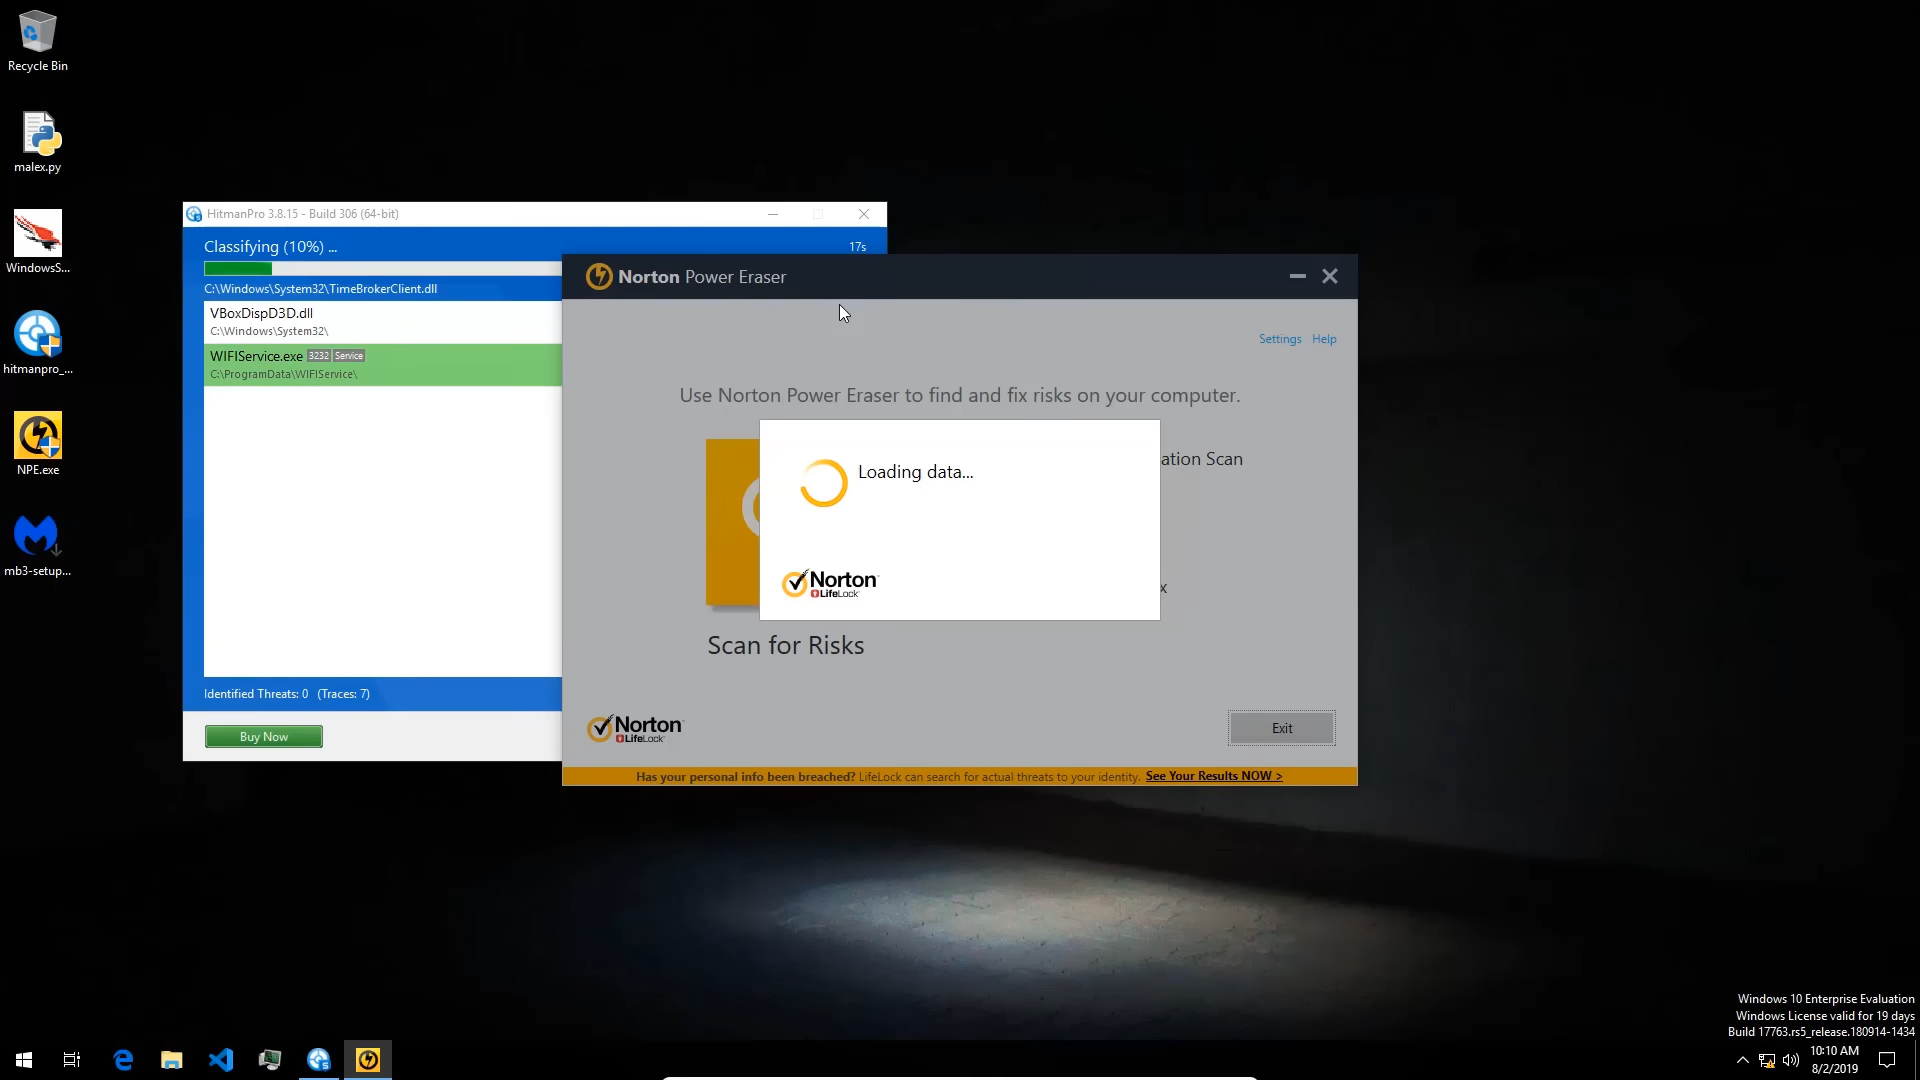 Recycle Bin
malex.py
WindowsS...
hitmanpro_...
NPE.exe
mb3-setup...
HitmanPro 3.8.15 - Build 306 (64-bit)
Classifying (10%) ...
17s
C:\Windows\System32\TimeBrokerClient.dll
VBoxDispD3D.dll
C:\Windows\System32\
WIFIService.exe 3232 Service
C:\ProgramData\WIFIService\
Identified Threats: 0 (Traces: 7)
Buy Now
Norton Power Eraser
Settings Help
Use Norton Power Eraser to find and fix risks on your computer.
ation Scan
Loading data...
Norton
LifeLock
x
Scan for Risks
Norton
LifeLock
Exit
Has your personal info been breached? LifeLock can search for actual threats to your identity. See Your Results NOW >
Windows 10 Enterprise Evaluation
Windows License valid for 19 days
Build 17763.rs5_release.180914-1434
10:10 AM
8/2/2019